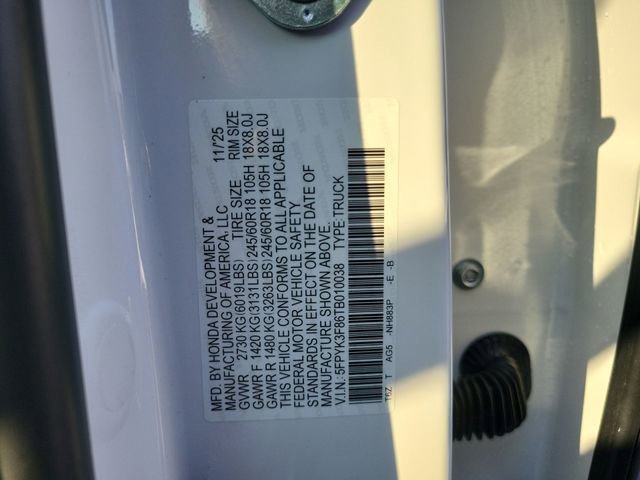 MFD. BY HONDA DEVELOPMENT & 11/25
MANUFACTURING OF AMERICA, LLC
TIRE SIZE RIM SIZE
GVWR 2730 KG(6019LBS)
GAWR F 1420 KG(3131LBS) 245/60R18 105H 18X8.0J
GAWR R 1480 KG(3263LBS) 245/60R18 105H 18X8.0J
THIS VEHICLE CONFORMS TO ALL APPLICABLE
FEDERAL MOTOR VEHICLE SAFETY
STANDARDS IN EFFECT ON THE DATE OF
MANUFACTURE SHOWN ABOVE.
V.I.N.: 5FPYK3F86TB010038 TYPE:TRUCK
T6Z T AG5 -NH883P -E -B